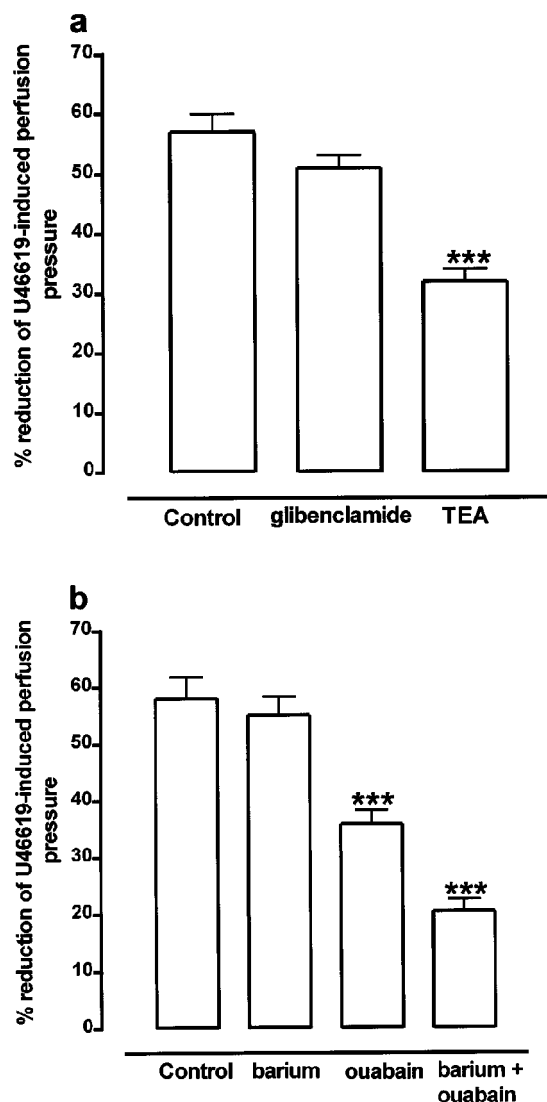 a
% reduction of U46619-induced perfusion
pressure
70
60
50
40
30
20
10
0
***
Control glibenclamide TEA
b
% reduction of U46619-induced perfusion
pressure
70
60
50
40
30
20
10
0
***
***
Control barium ouabain barium +
ouabain